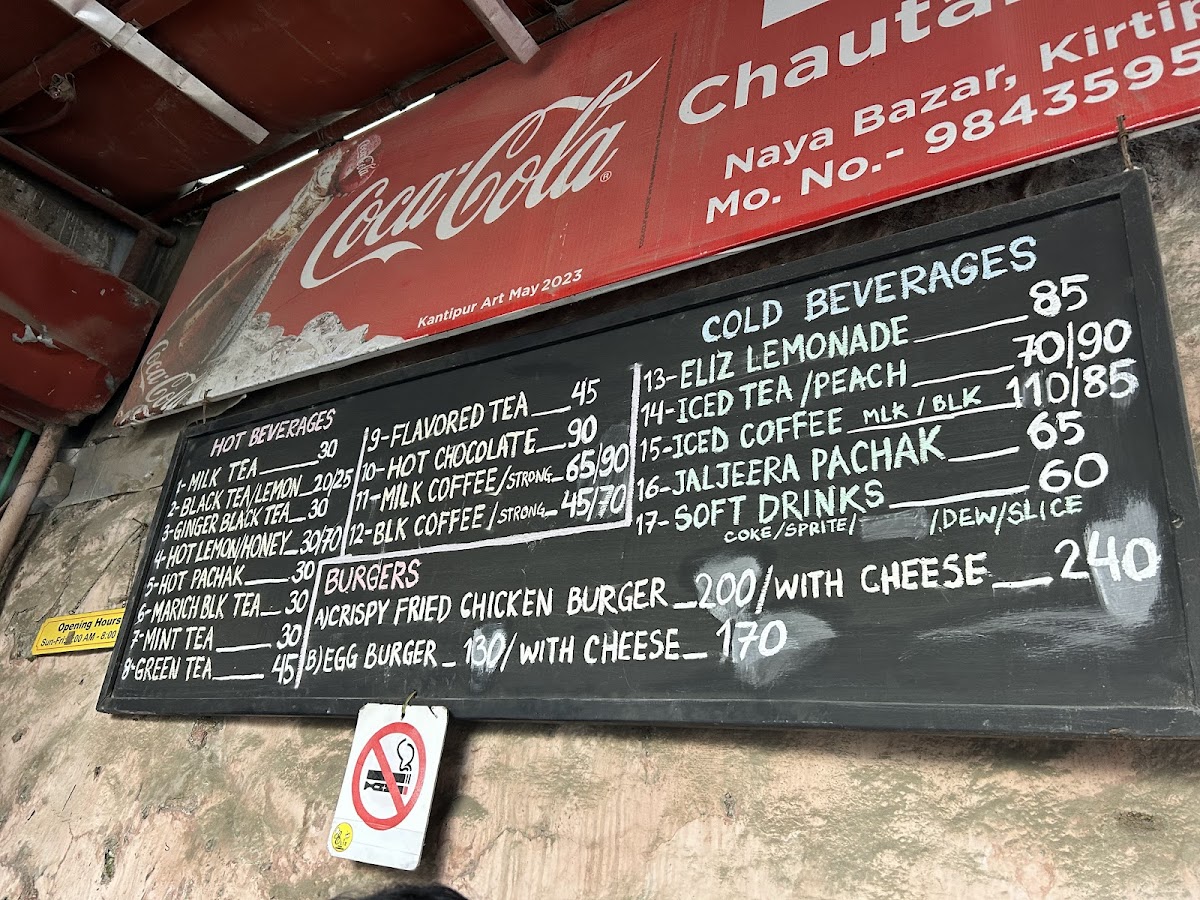 Coca-Cola®
Coca-Cola
Kantipur Art May 2023
Naya Bazar,
Mo. No.-
HOT BEVERAGES
1-MILK TEA 30
2-BLACK TEA/LEMON 20/25
3-GINGER BLACK TEA 30
4-HOT LEMON/HONEY 30/70
5-HOT PACHAK 30
6-MARICH BLK TEA 30
7-MINT TEA 30
8-GREEN TEA 45
9-FLAVORED TEA 45
10-HOT CHOCOLATE 90
11-MILK COFFEE/STRONG 65/90
12-BLK COFFEE/STRONG 45/70
COLD BEVERAGES
13-ELIZ LEMONADE 85
14-ICED TEA/PEACH 70/90
15-ICED COFFEE MLK/BLK 110/85
16-JALJEERA PACHAK 65
17-SOFT DRINKS 60
COKE/SPRITE/ /.DEW/SLICE
BURGERS
A)CRISPY FRIED CHICKEN BURGER 200/WITH CHEESE 240
B)EGG BURGER 130/WITH CHEESE 170
Opening Hours